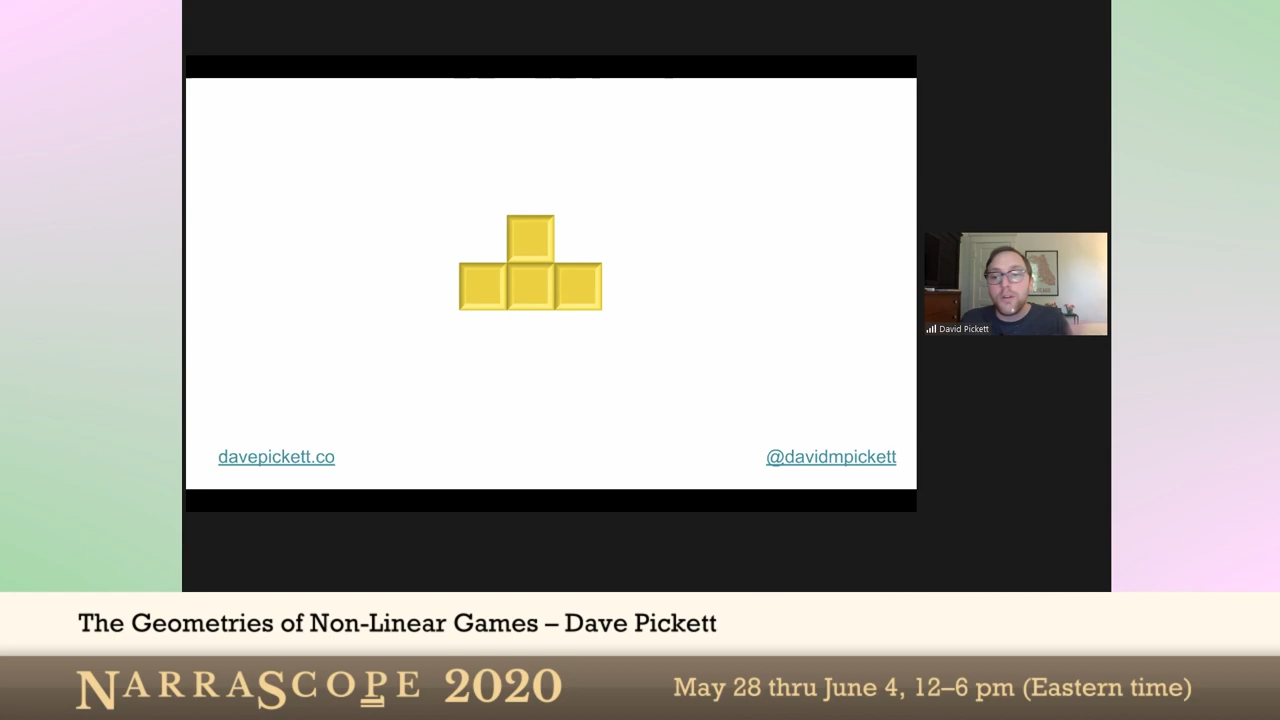 davepickett.co
@davidmpickett
David Pickett
The Geometries of Non-Linear Games – Dave Pickett
NARRASCOPE 2020
May 28 thru June 4, 12–6 pm (Eastern time)